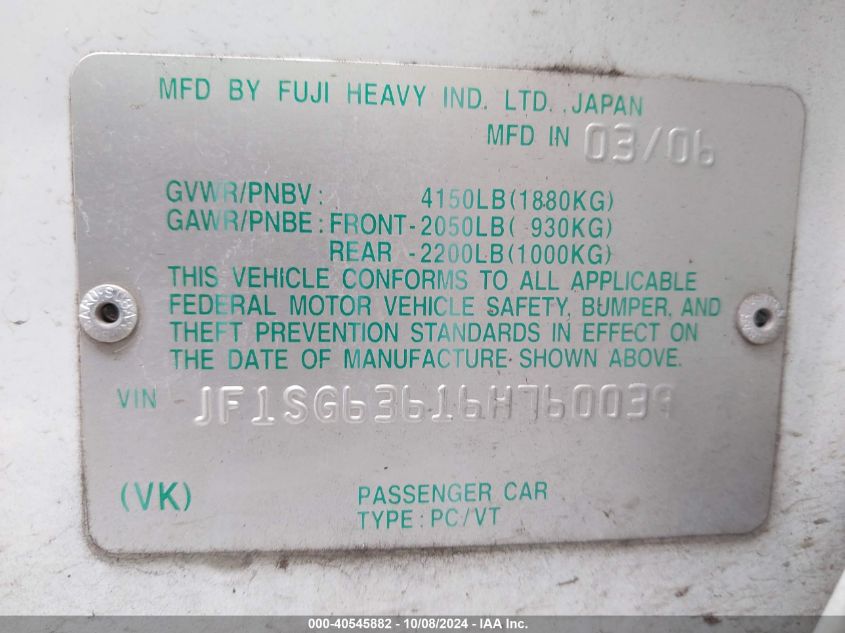 MFD BY FUJI HEAVY IND. LTD. JAPAN
MFD IN 03/06
GVWR/PNBV: 4150LB(1880KG)
GAWR/PNBE: FRONT-2050LB( 930KG)
REAR -2200LB(1000KG)
THIS VEHICLE CONFORMS TO ALL APPLICABLE
FEDERAL MOTOR VEHICLE SAFETY, BUMPER, AND
THEFT PREVENTION STANDARDS IN EFFECT ON
THE DATE OF MANUFACTURE SHOWN ABOVE.
VIN JF1SG63616H760039
(VK) PASSENGER CAR
TYPE: PC/VT
000-40545882 - 10/08/2024 - IAA Inc.